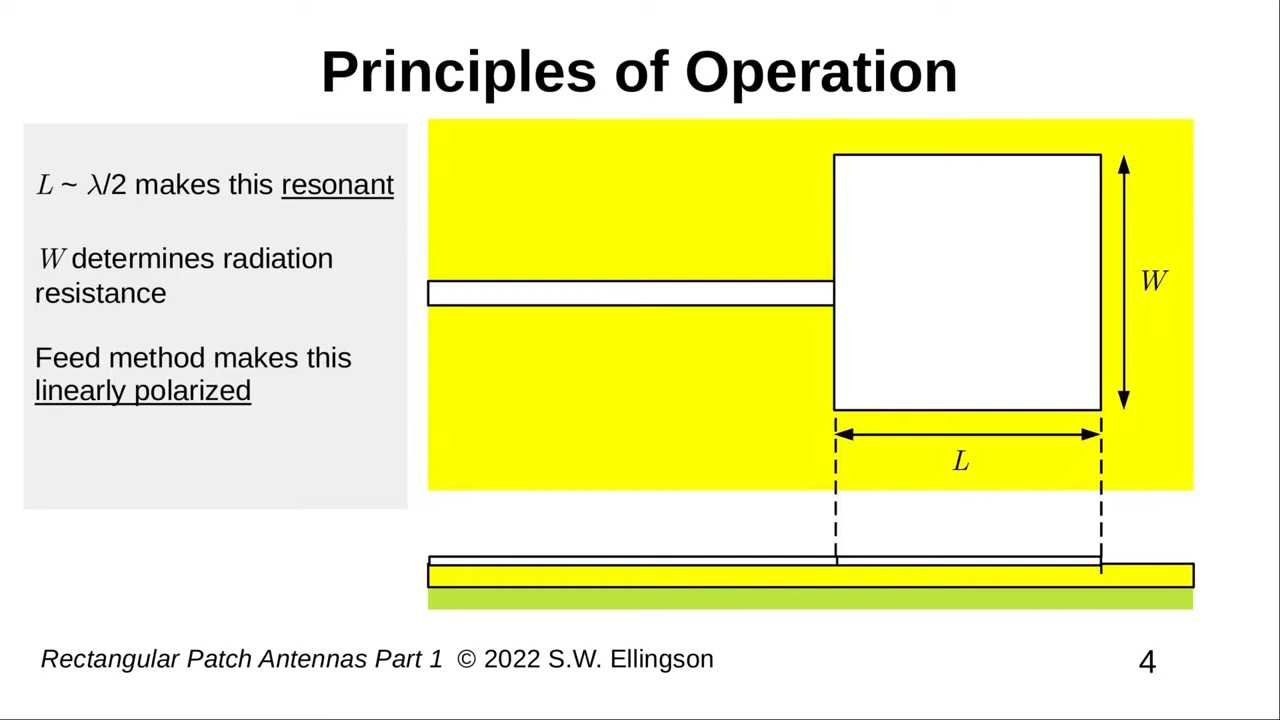 Principles of Operation
L ~ λ/2 makes this resonant
W determines radiation
resistance
Feed method makes this
linearly polarized
W
L
Rectangular Patch Antennas Part 1 © 2022 S.W. Ellingson
4